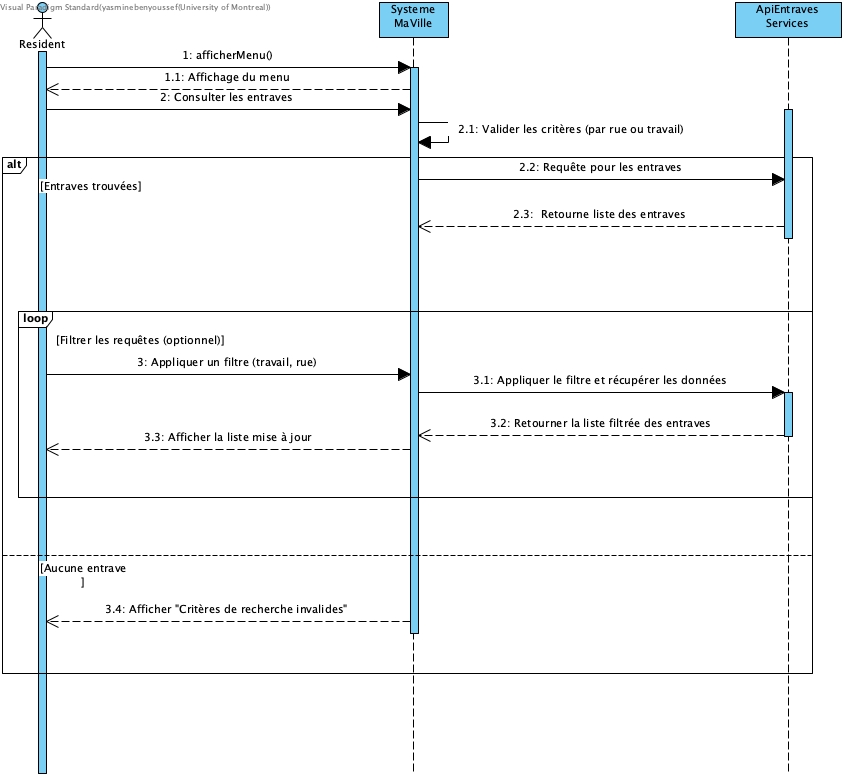 Visual Paradigm Standard(yasminebenyoussef(University of Montreal))
Resident
Systeme
MaVille
ApiEntraves
Services
1: afficherMenu()
1.1: Affichage du menu
2: Consulter les entraves
2.1: Valider les critères (par rue ou travail)
alt
2.2: Requête pour les entraves
[Entraves trouvées]
2.3: Retourne liste des entraves
loop
[Filtrer les requêtes (optionnel)]
3: Appliquer un filtre (travail, rue)
3.1: Appliquer le filtre et récupérer les données
3.2: Retourner la liste filtrée des entraves
3.3: Afficher la liste mise à jour
[Aucune entrave
]
3.4: Afficher "Critères de recherche invalides"